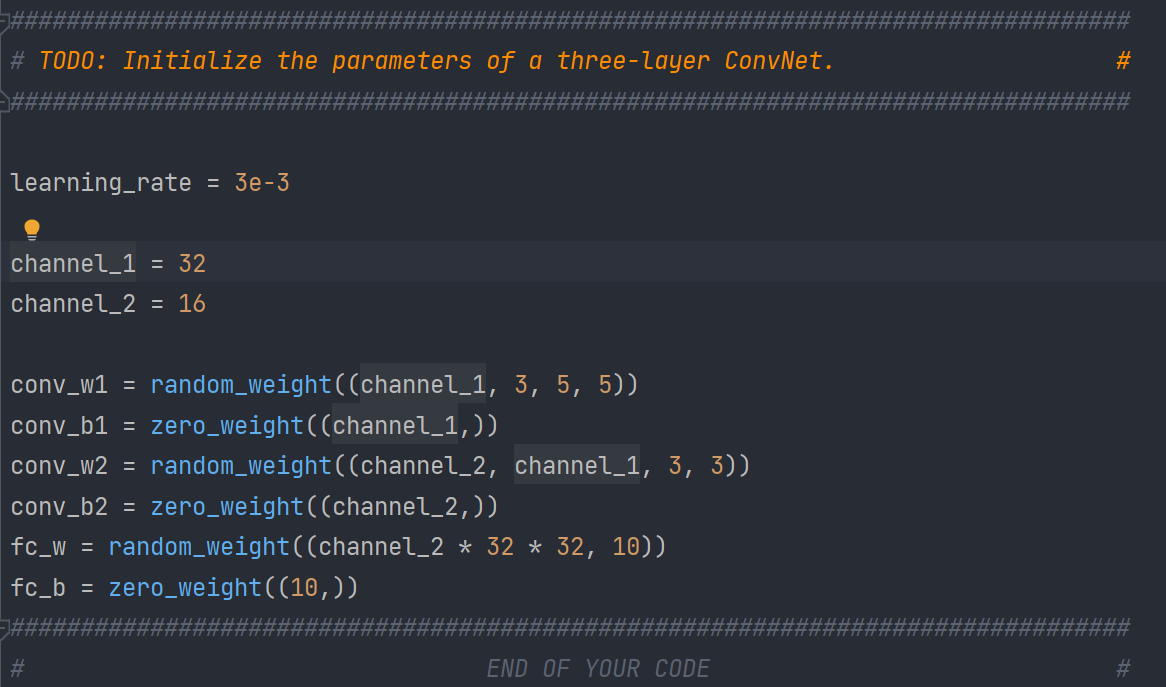 ################################################################################
# TODO: Initialize the parameters of a three-layer ConvNet.                    #
################################################################################
learning_rate = 3e-3
channel_1 = 32
channel_2 = 16
conv_w1 = random_weight((channel_1, 3, 5, 5))
conv_b1 = zero_weight((channel_1,))
conv_w2 = random_weight((channel_2, channel_1, 3, 3))
conv_b2 = zero_weight((channel_2,))
fc_w = random_weight((channel_2 * 32 * 32, 10))
fc_b = zero_weight((10,))
################################################################################
#                                 END OF YOUR CODE                             #